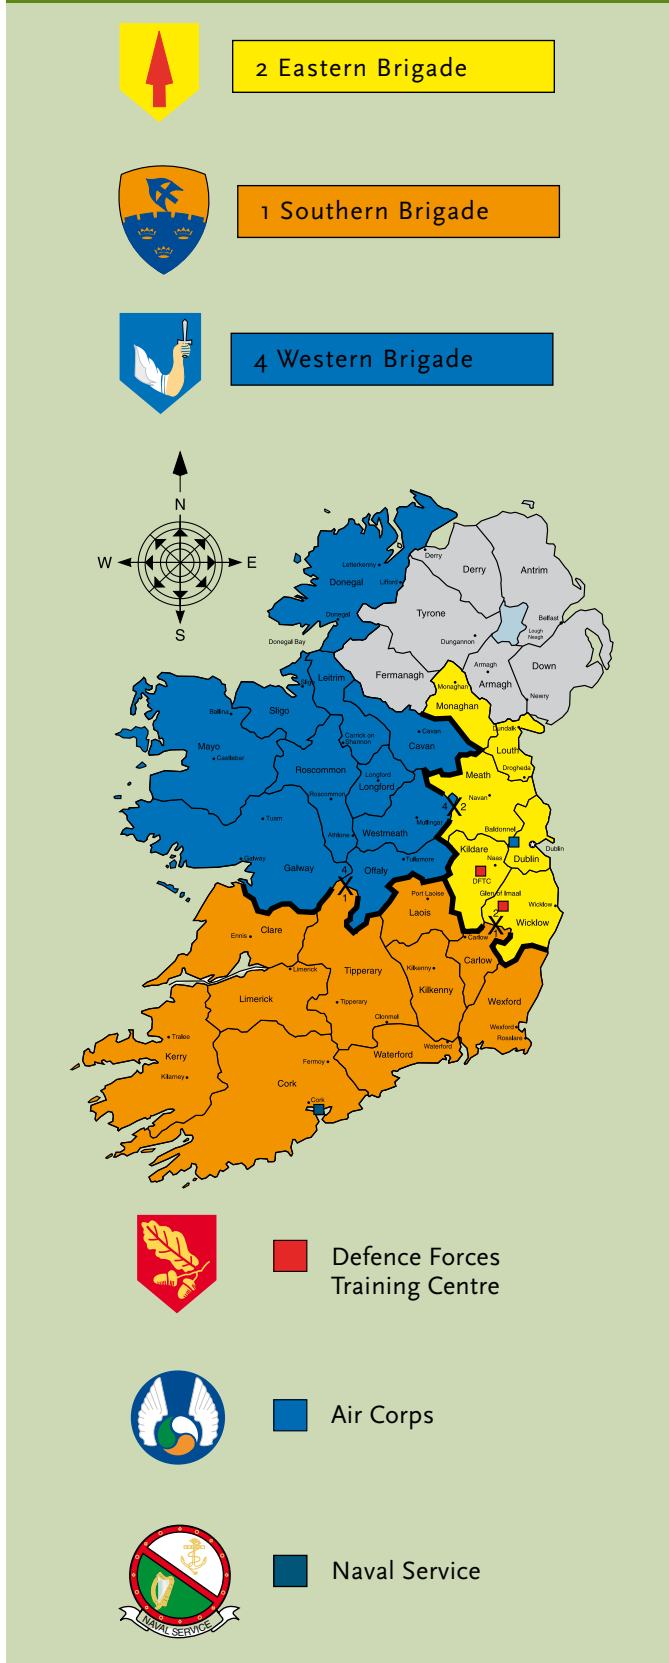 2 Eastern Brigade
1 Southern Brigade
4 Western Brigade
N
W
E
S
Derry
Derry
Antrim
Letterkenny
Donegal
Lifford
Tyrone
Donegal
Belfast
Lough
Neagh
Donegal Bay
Dungannon
Fermanagh
Armagh
Armagh
Down
Newry
Leitrim
Sligo
Monaghan
Monaghan
Ballina
Sligo
Cavan
Cavan
Dundalk
Louth
Mayo
Castlebar
Carrick on
Shannon
Drogheda
Roscommon
Longford
Longford
Meath
Navan
Roscommon
4
2
Tuam
Mullingar
Athlone
Westmeath
Baldonnell
Dublin
Dublin
Kildare
Naas
DFTC
Galway
Galway
Tullamore
Offaly
4
1
Port Laoise
Laois
Glen of Imaal
Wicklow
Wicklow
2
1
Clare
Ennis
Carlow
Carlow
Limerick
Tipperary
Kilkenny
Kilkenny
Limerick
Wexford
Tipperary
Clonmell
Wexford
Rosslare
Tralee
Kerry
Waterford
Waterford
Fermoy
Kilarney
Cork
Cork
Defence Forces
Training Centre
Air Corps
Naval Service
NAVAL SERVICE